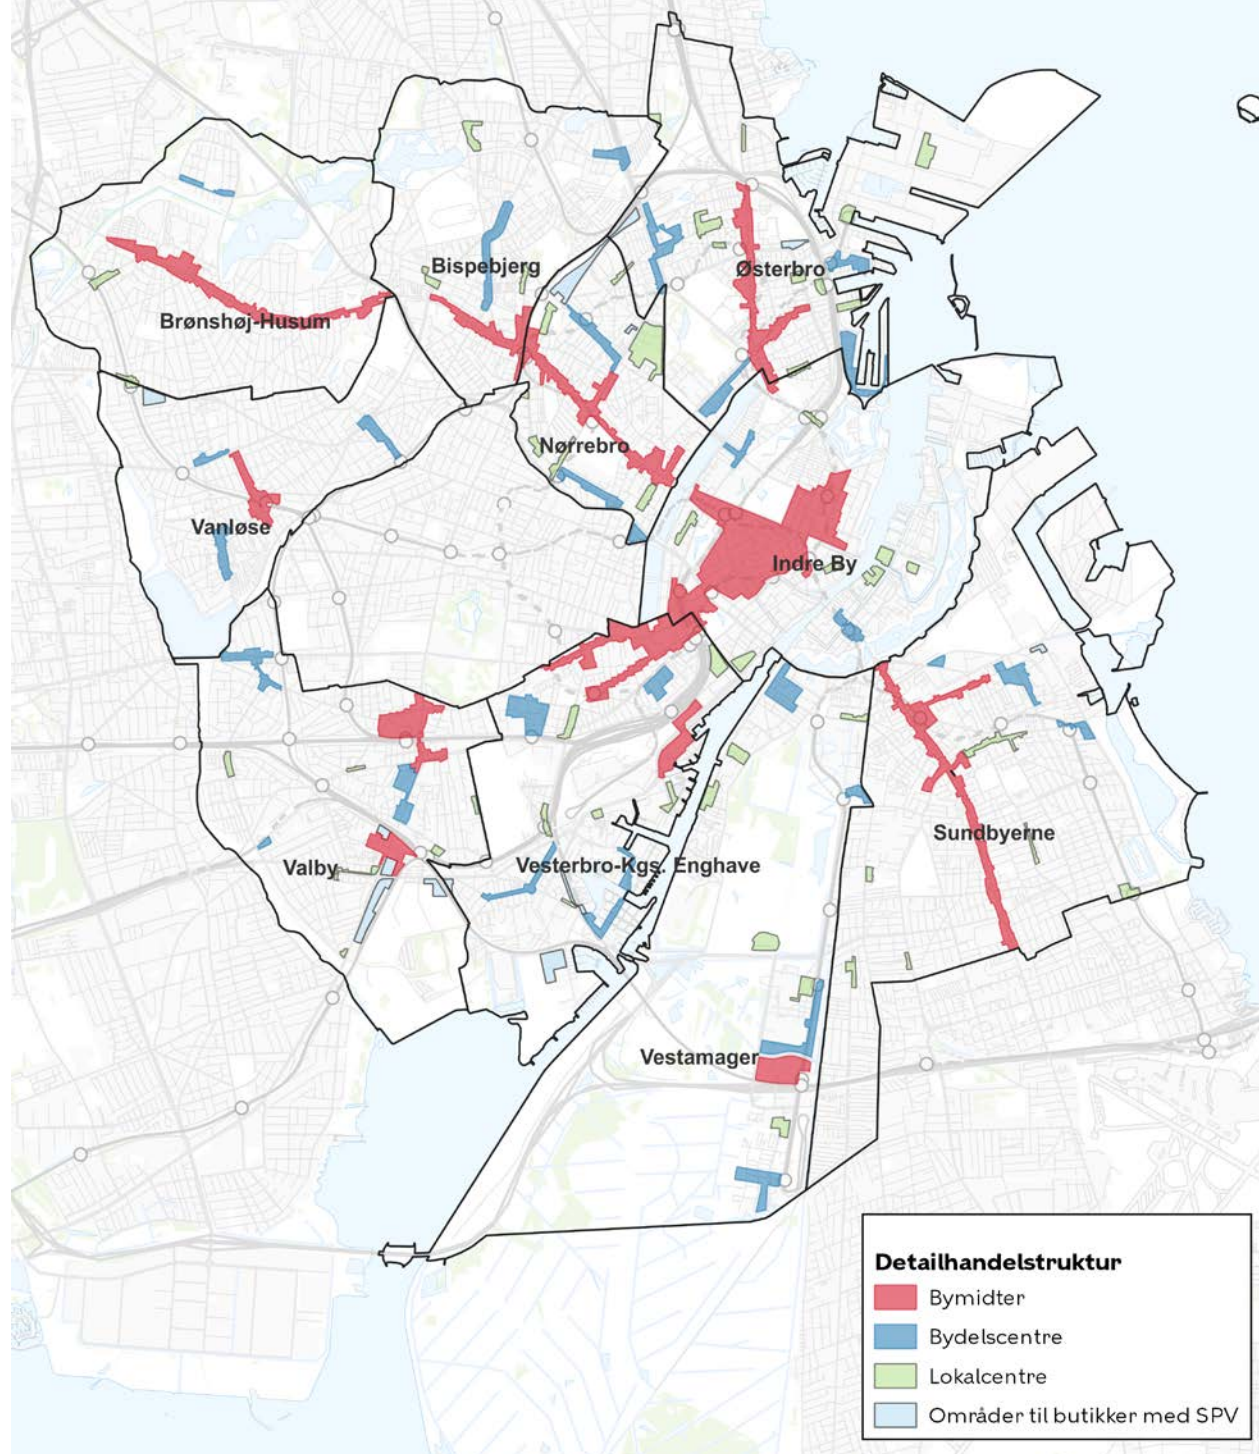 Bispebjerg
Østerbro
Brønshøj-Husum
Nørrebro
Vanløse
Indre By
Sundbyerne
Valby
Vesterbro-Kgs. Enghave
Vestamager
Detailhandelstruktur
Bymidter
Bydelscentre
Lokalcentre
Områder til butikker med SPV